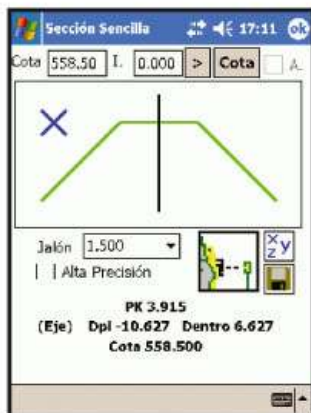 Sección Sencilla 17:11 ok
Cota 558.50 I. 0.000 > Cota A.
Jalón 1.500
X Y Z
Alta Precisión
PK 3.915
(Eje) Dpl -10.627 Dentro 6.627
Cota 558.500